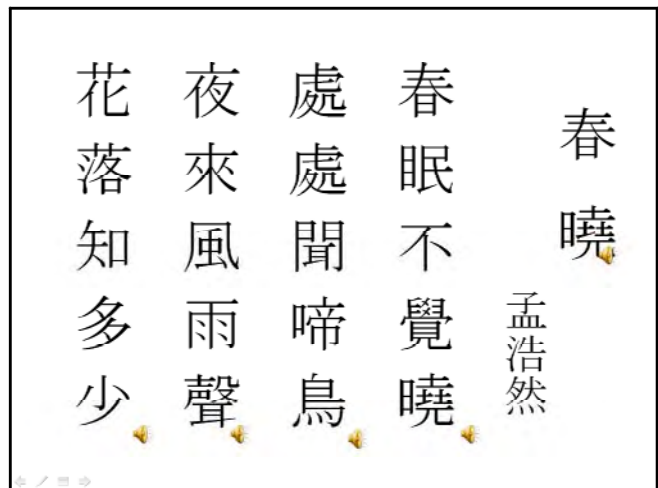 春曉
孟浩然
春眠不覺曉
處處聞啼鳥
夜來風雨聲
花落知多少